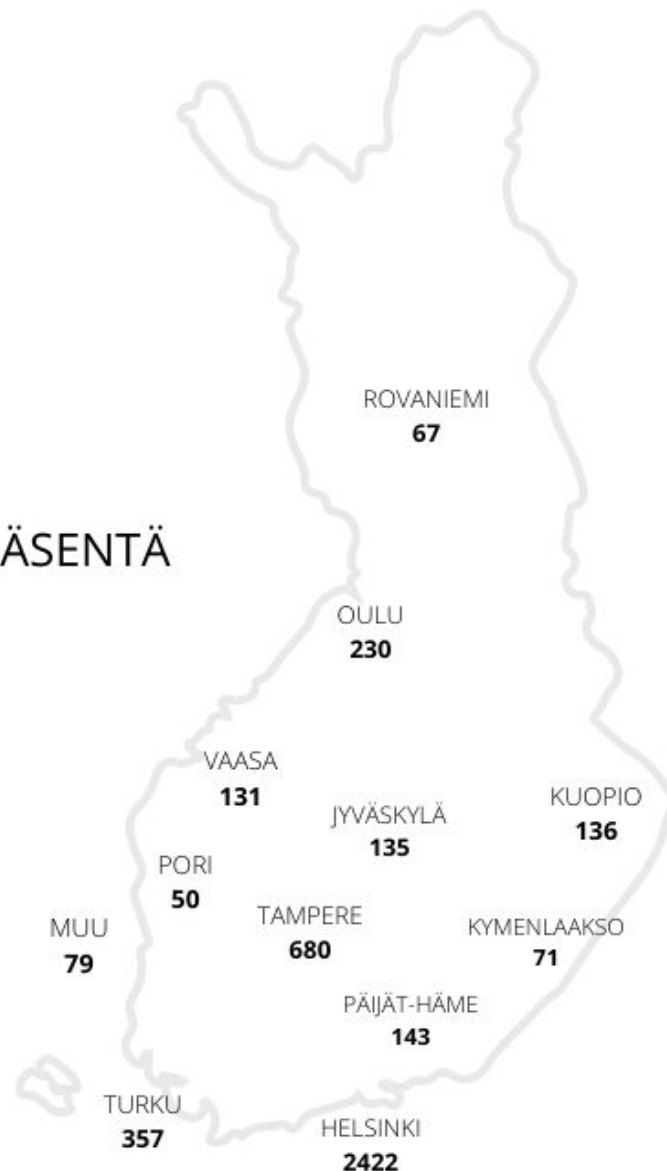 ROVANIEMI
67
ÄSENTÄ
OULU
230
VAASA
131
JYVÄSKYLÄ
135
KUOPIO
136
PORI
50
TAMPERE
680
MUU
79
KYMENLAAKSO
71
PÄIJÄT-HÄME
143
TURKU
357
HELSINKI
2422